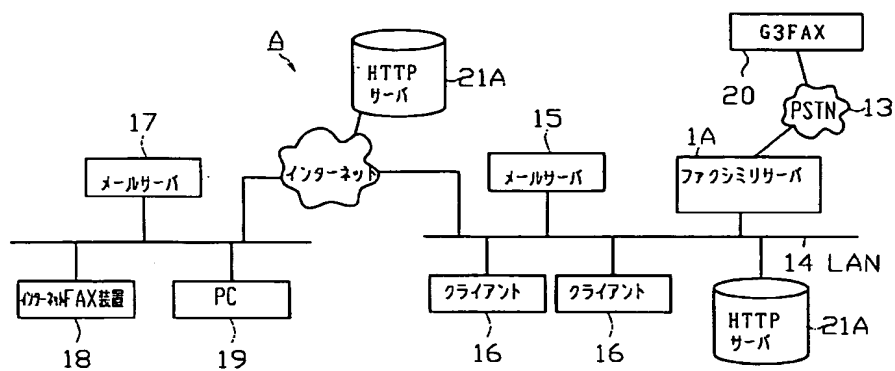 A
HTTP
サーバ
21A
G3FAX
20
PSTN
13
17
メールサーバ
インターネット
15
メールサーバ
1A
ファクシミリサーバ
14 LAN
インターネットFAX装置
18
PC
19
クライアント
16
クライアント
16
HTTP
サーバ
21A